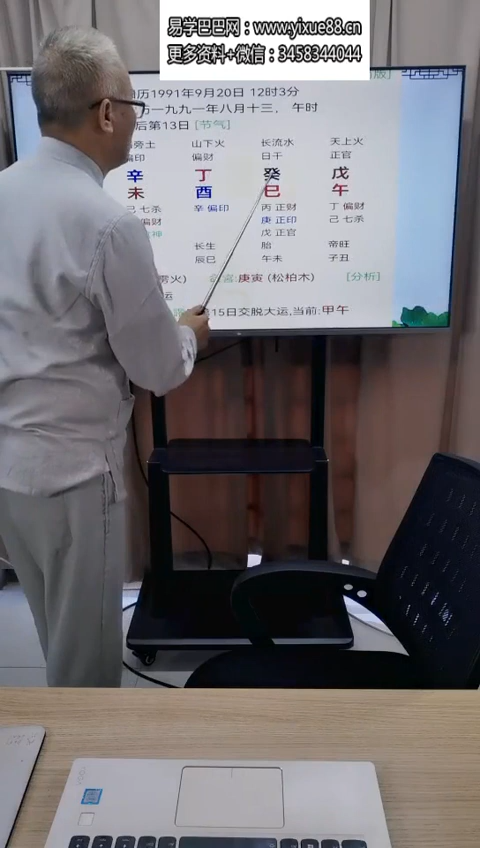 易学巴巴网：www.yixue88.cn
更多资料+微信：3458344044
历1991年9月20日 12时3分
一九九一年八月十三， 午时
后第13日 [节气]
旁土 山下火 长流水 天上火
偏印 偏财 日干 正官
辛 丁 癸 戊
未 酉 巳 午
己 七杀 辛 偏印 丙 正财 丁 偏财
偏财 庚 正印 己 七杀
戊 正官
长生 胎 帝旺
辰巳 午未 子丑
旁火) 庚寅 (松柏木) [分析]
运
15日交脱大运,当前:甲午